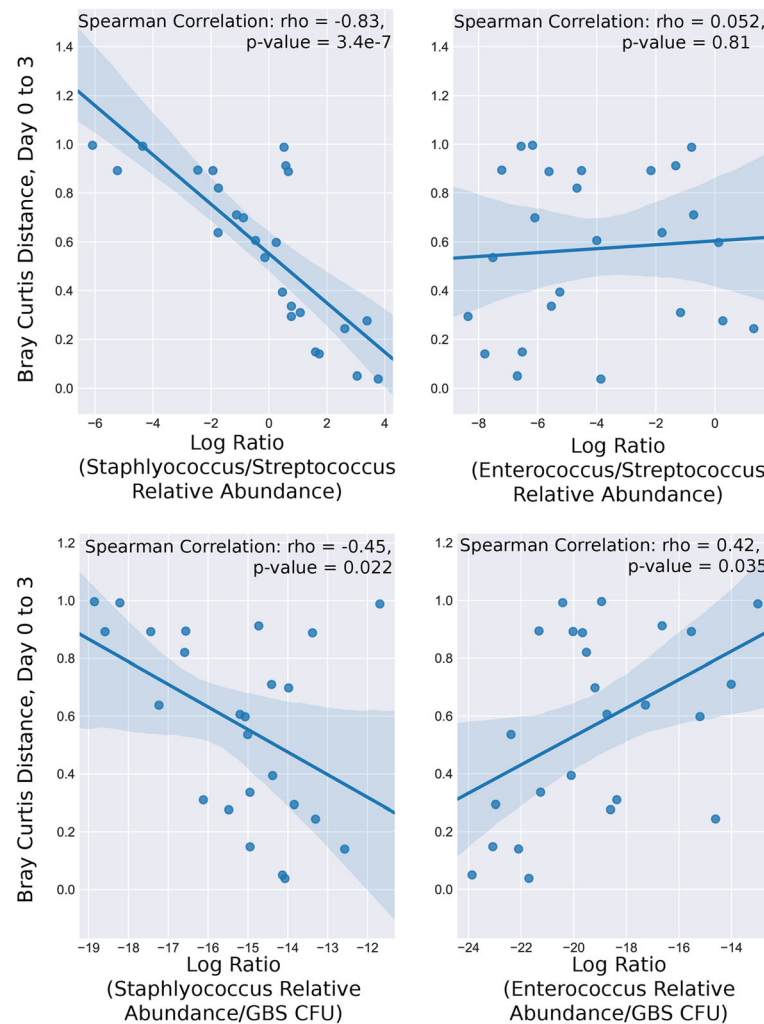 Spearman Correlation: rho = -0.83,
p-value = 3.4e-7
Bray Curtis Distance, Day 0 to 3
1.4
1.2
1.0
0.8
0.6
0.4
0.2
0.0
−6 −4 −2 0 2 4
Log Ratio
(Staphlyococcus/Streptococcus
Relative Abundance)
Spearman Correlation: rho = 0.052,
p-value = 0.81
−8 −6 −4 −2 0
Log Ratio
(Enterococcus/Streptococcus
Relative Abundance)
Spearman Correlation: rho = -0.45,
p-value = 0.022
Bray Curtis Distance, Day 0 to 3
1.2
1.0
0.8
0.6
0.4
0.2
0.0
−19 −18 −17 −16 −15 −14 −13 −12
Log Ratio
(Staphlyococcus Relative
Abundance/GBS CFU)
Spearman Correlation: rho = 0.42,
p-value = 0.035
−24 −22 −20 −18 −16 −14
Log Ratio
(Enterococcus Relative
Abundance/GBS CFU)